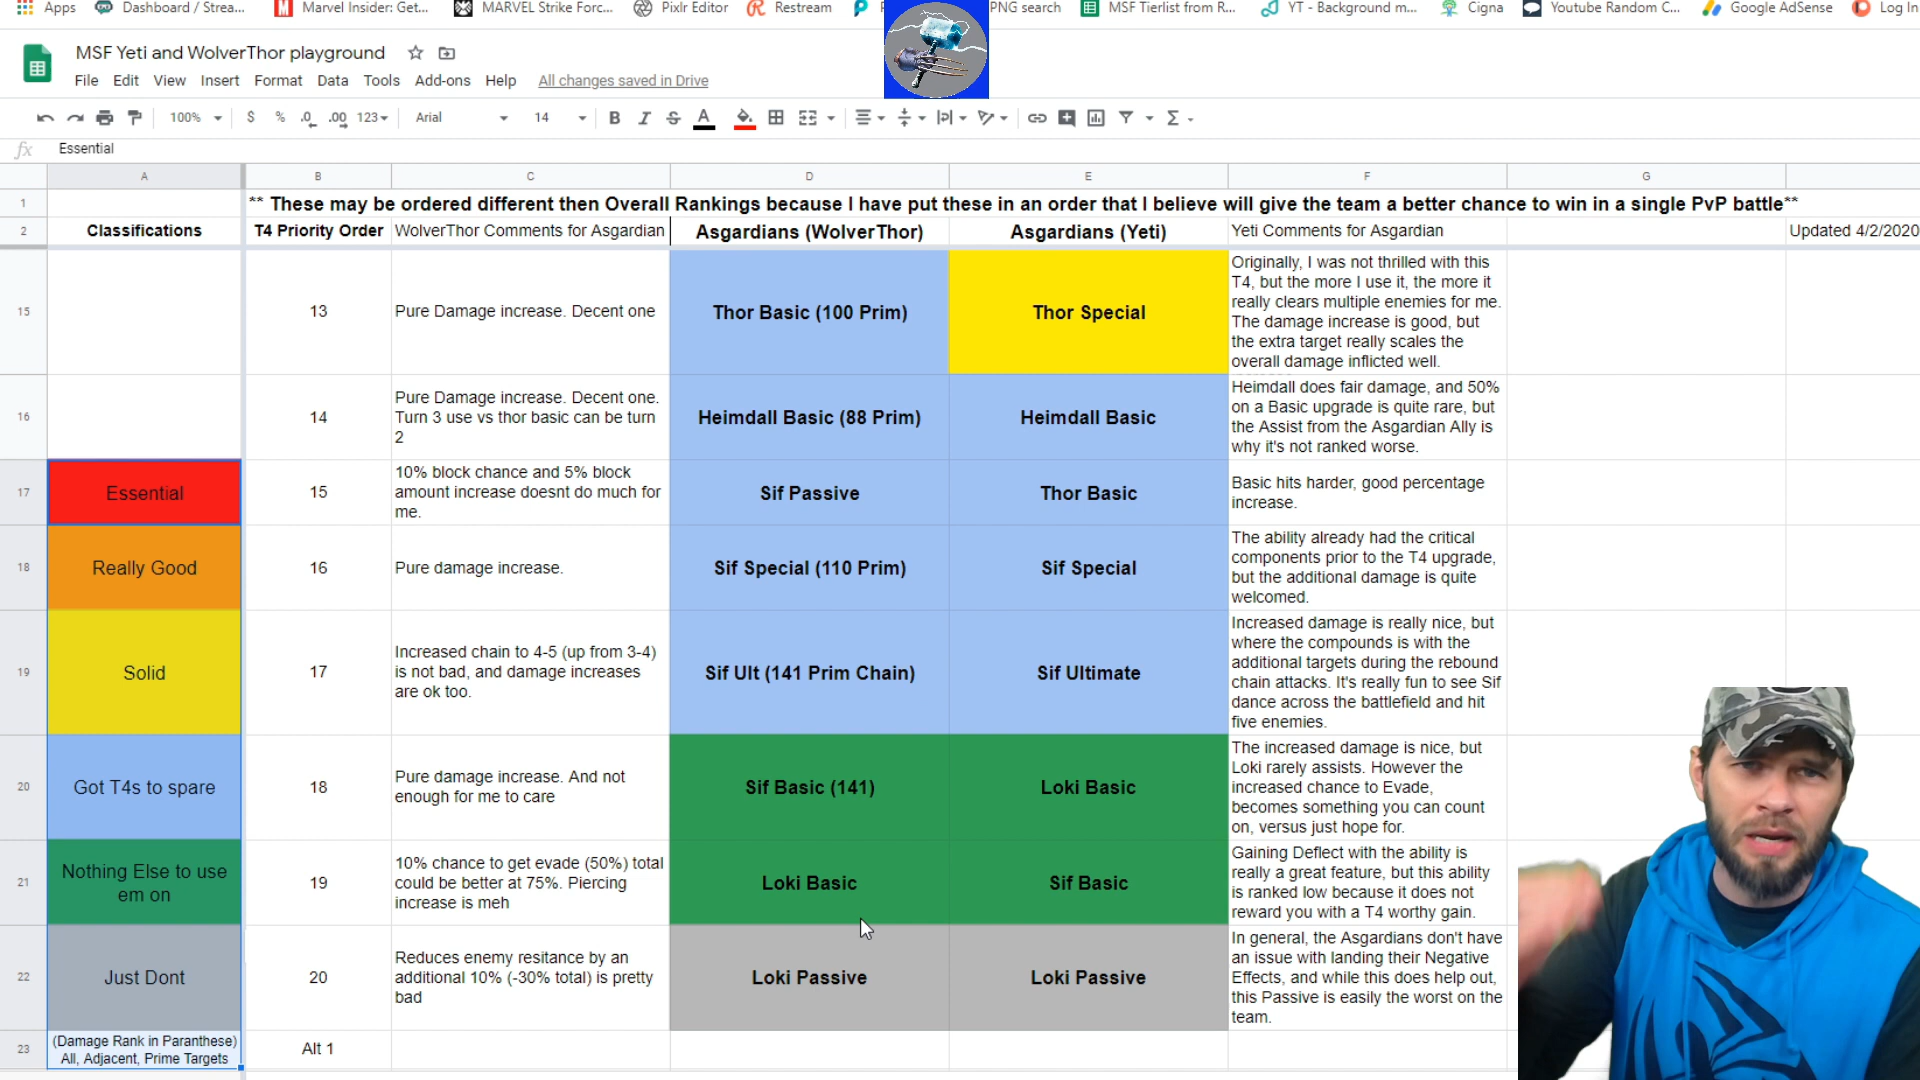 Apps
Dashboard / Strea...
Marvel Insider: Get...
MARVEL Strike Forc...
Pixlr Editor
Restream
PNG search
MSF Tierlist from R...
YT - Background m...
Cigna
Youtube Random C...
Google AdSense
Log In
MSF Yeti and WolverThor playground
File Edit View Insert Format Data Tools Add-ons Help All changes saved in Drive
100% $ % .0 .00 123 Arial 14 B I S A
fx Essential
A B C D E F G
1 ** These may be ordered different then Overall Rankings because I have put these in an order that I believe will give the team a better chance to win in a single PvP battle**
2 Classifications T4 Priority Order WolverThor Comments for Asgardian Asgardians (WolverThor) Asgardians (Yeti) Yeti Comments for Asgardian Updated 4/2/2020
15
13
Pure Damage increase. Decent one
Thor Basic (100 Prim)
Thor Special
Originally, I was not thrilled with this
T4, but the more I use it, the more it
really clears multiple enemies for me.
The damage increase is good, but
the extra target really scales the
overall damage inflicted well.
16
14
Pure Damage increase. Decent one.
Turn 3 use vs thor basic can be turn
2
Heimdall Basic (88 Prim)
Heimdall Basic
Heimdall does fair damage, and 50%
on a Basic upgrade is quite rare, but
the Assist from the Asgardian Ally is
why it's not ranked worse.
17
Essential
15
10% block chance and 5% block
amount increase doesnt do much for
me.
Sif Passive
Thor Basic
Basic hits harder, good percentage
increase.
18
Really Good
16
Pure damage increase.
Sif Special (110 Prim)
Sif Special
The ability already had the critical
components prior to the T4 upgrade,
but the additional damage is quite
welcomed.
19
Solid
17
Increased chain to 4-5 (up from 3-4)
is not bad, and damage increases
are ok too.
Sif Ult (141 Prim Chain)
Sif Ultimate
Increased damage is really nice, but
where the compounds is with the
additional targets during the rebound
chain attacks. It's really fun to see Sif
dance across the battlefield and hit
five enemies.
20
Got T4s to spare
18
Pure damage increase. And not
enough for me to care
Sif Basic (141)
Loki Basic
The increased damage is nice, but
Loki rarely assists. However the
increased chance to Evade,
becomes something you can count
on, versus just hope for.
21
Nothing Else to use
em on
19
10% chance to get evade (50%) total
could be better at 75%. Piercing
increase is meh
Loki Basic
Sif Basic
Gaining Deflect with the ability is
really a great feature, but this ability
is ranked low because it does not
reward you with a T4 worthy gain.
22
Just Dont
20
Reduces enemy resitance by an
additional 10% (-30% total) is pretty
bad
Loki Passive
Loki Passive
In general, the Asgardians don't have
an issue with landing their Negative
Effects, and while this does help out,
this Passive is easily the worst on the
team.
23
(Damage Rank in Paranthese)
All, Adjacent, Prime Targets
Alt 1